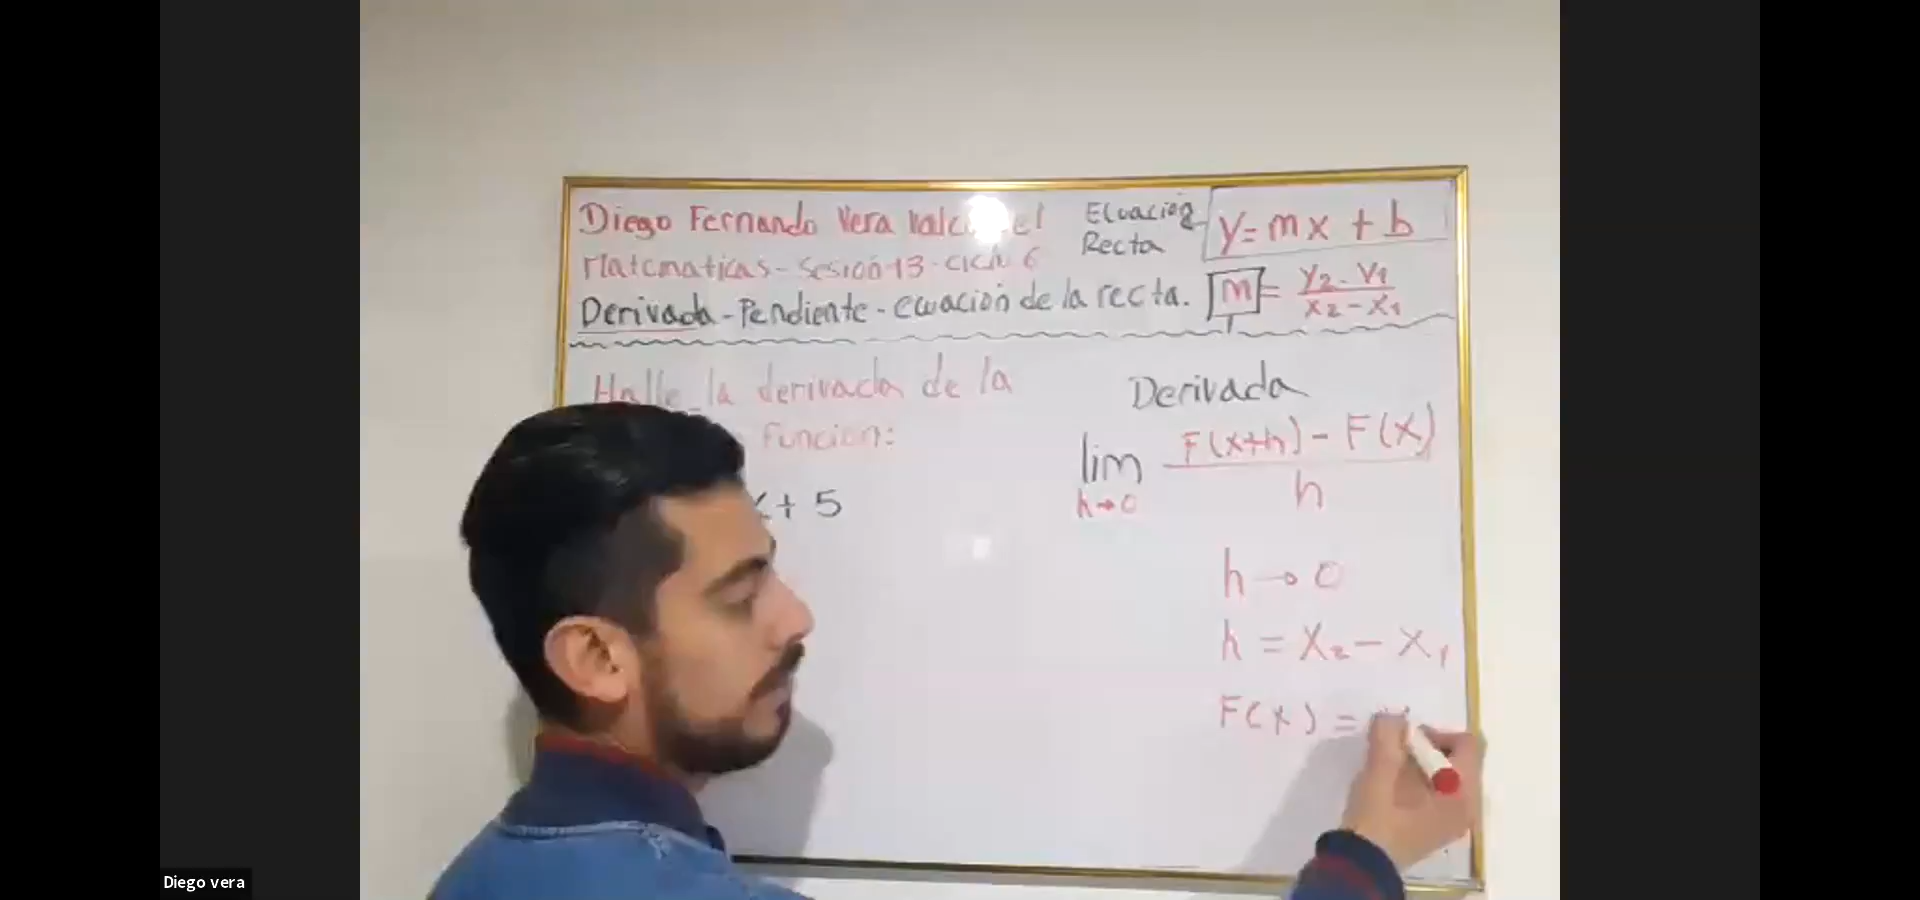 Diego Fernando Vera
Matematicas - Sesión 13 - Ciclo 6
Derivada - Pendiente - ecuación de la recta.
Ecuación
Recta
y = mx + b
m = y2 - y1
x2 - x1
Halle la derivada de la
Funcion:
x + 5
Derivada
lim F(x+h) - F(x)
h→0 h
h → 0
h = x2 - x1
F(x) =
Diego vera